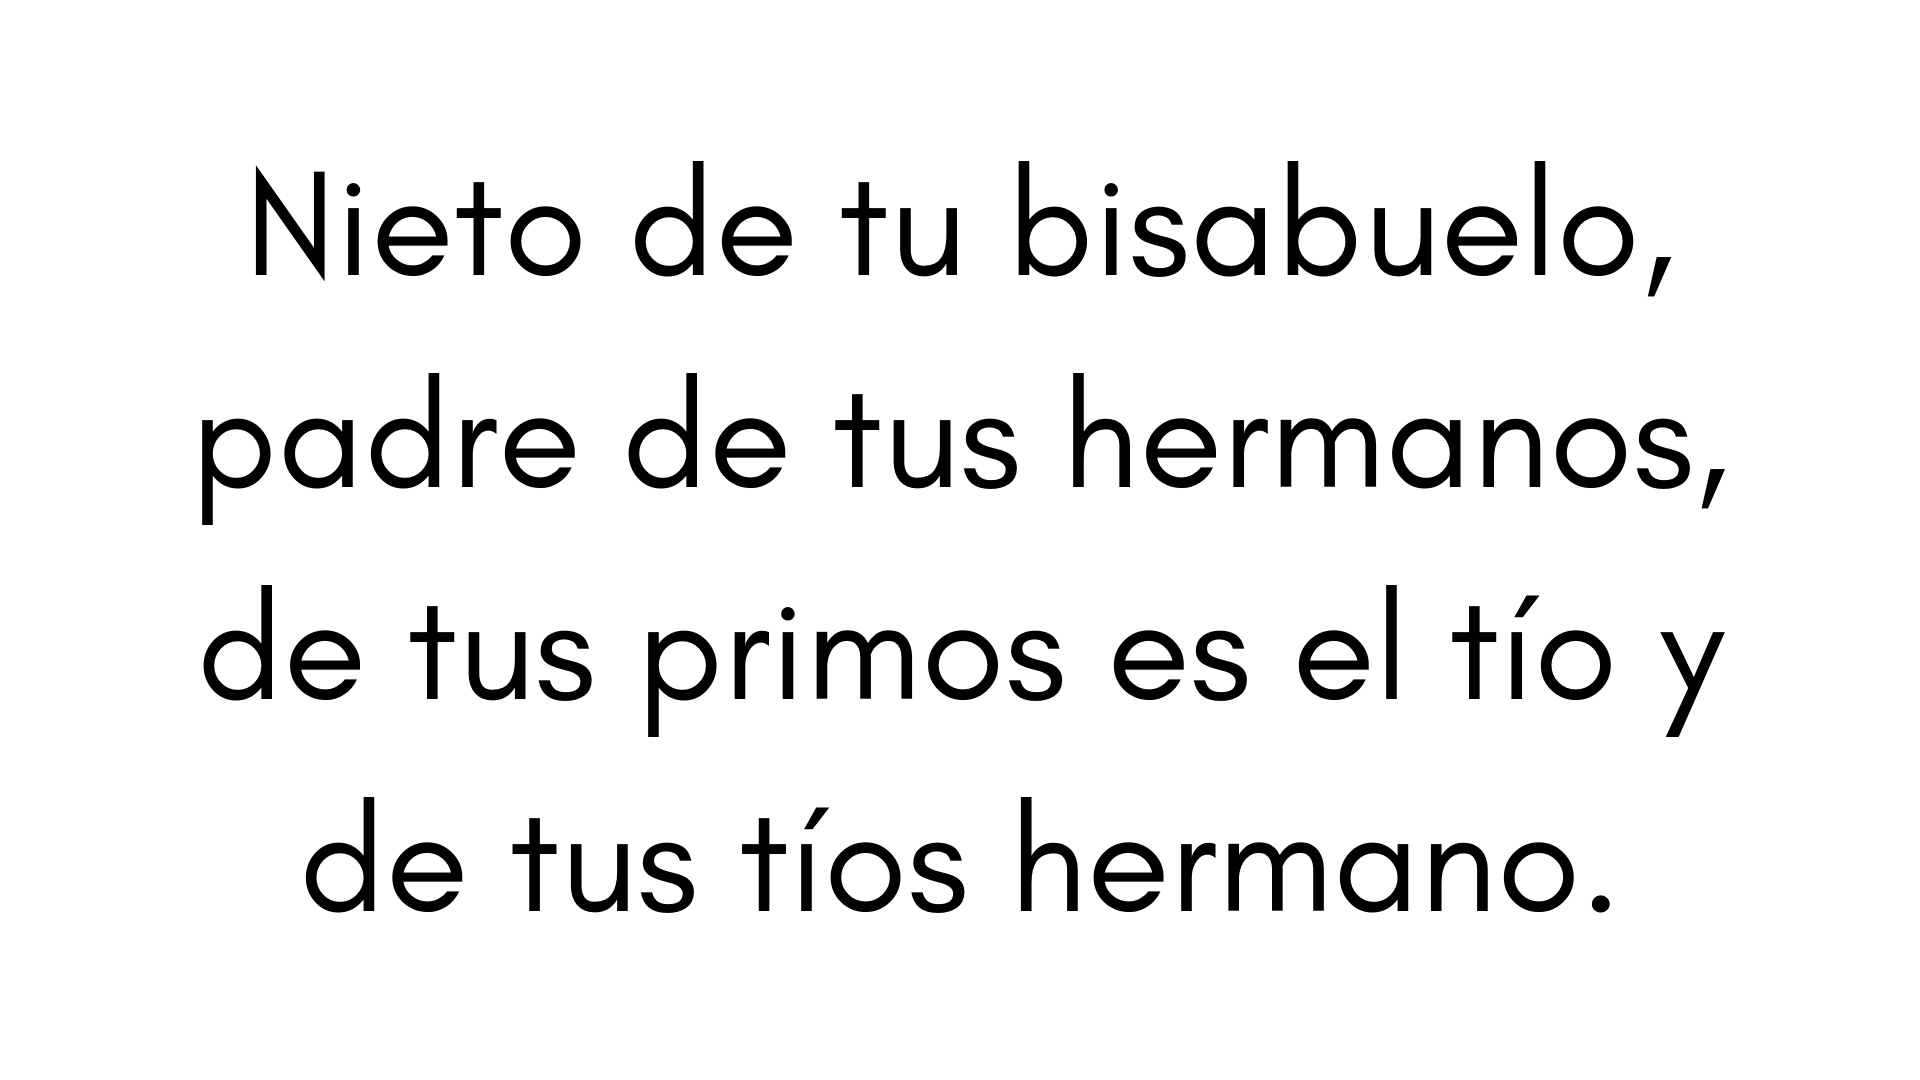 Nieto de tu bisabuelo,
padre de tus hermanos,
de tus primos es el tío y
de tus tíos hermano.